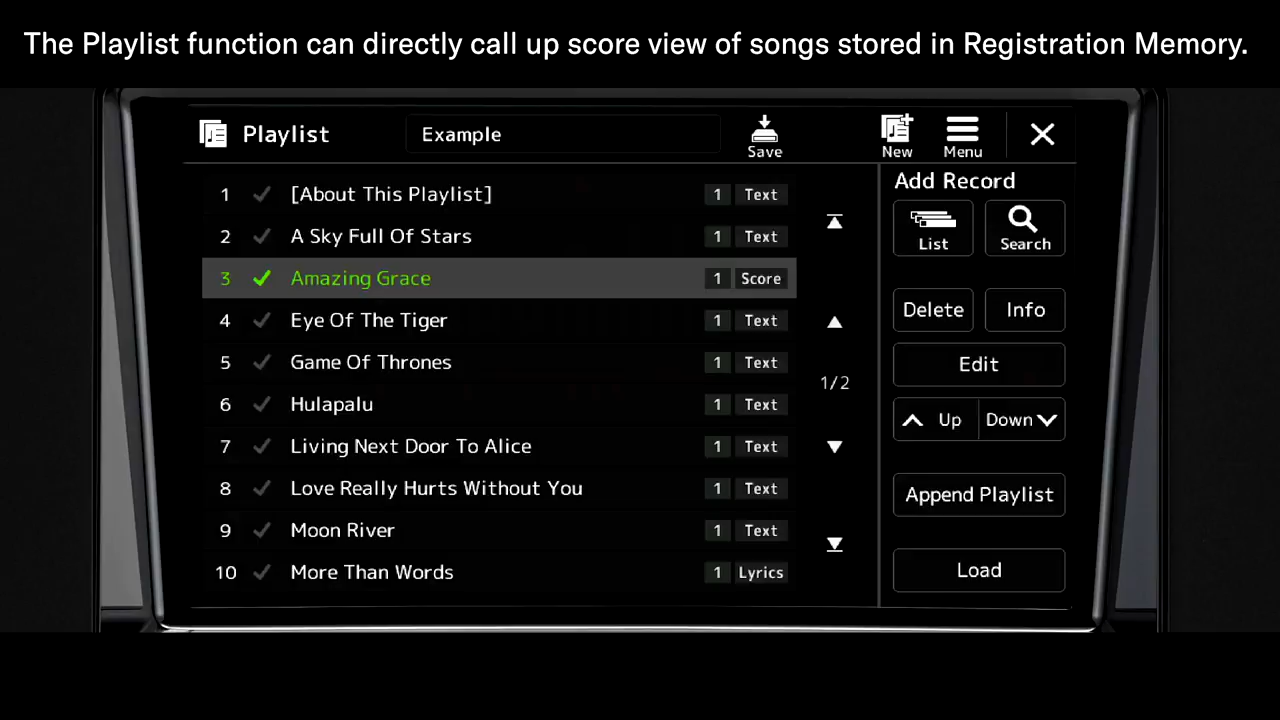 The Playlist function can directly call up score view of songs stored in Registration Memory.
Playlist
Example
Save
New
Menu
1 [About This Playlist] 1 Text
2 A Sky Full Of Stars 1 Text
3 Amazing Grace 1 Score
4 Eye Of The Tiger 1 Text
5 Game Of Thrones 1 Text
6 Hulapalu 1 Text
7 Living Next Door To Alice 1 Text
8 Love Really Hurts Without You 1 Text
9 Moon River 1 Text
10 More Than Words 1 Lyrics
1/2
Add Record
List
Search
Delete
Info
Edit
Up
Down
Append Playlist
Load